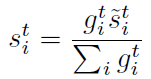 $s_i^t = \frac{g_i^t \tilde{s}_i^t}{\sum_i g_i^t}$